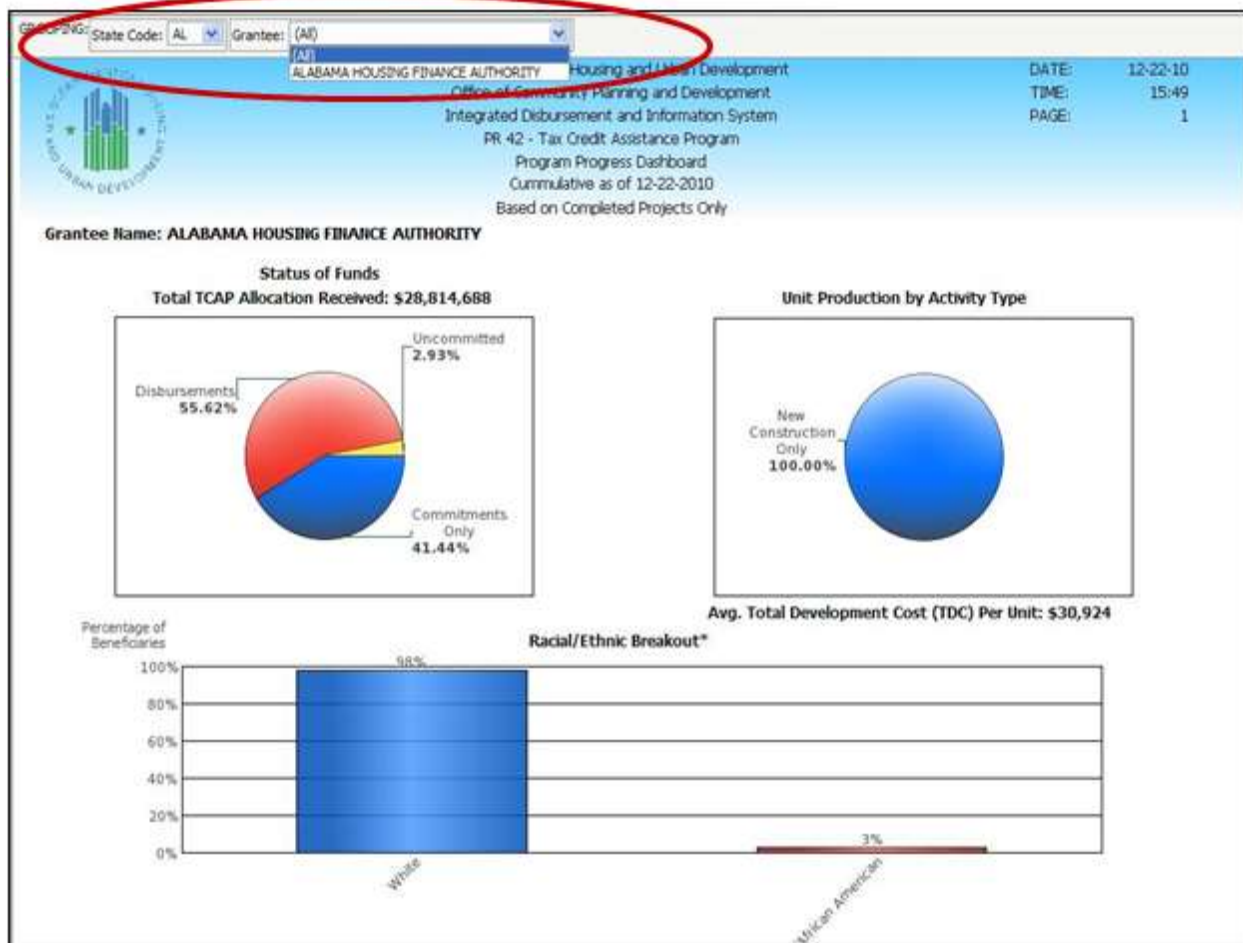 GROUPING: State Code: AL Grantee: (All)
(All)
ALABAMA HOUSING FINANCE AUTHORITY
Housing and Urban Development
Office of Community Planning and Development
Integrated Disbursement and Information System
PR 42 - Tax Credit Assistance Program
Program Progress Dashboard
Cummulative as of 12-22-2010
Based on Completed Projects Only
DATE: 12-22-10
TIME: 15:49
PAGE: 1
AND URBAN DEVELOPMENT
Grantee Name: ALABAMA HOUSING FINANCE AUTHORITY
Status of Funds
Total TCAP Allocation Received: $28,814,688
Uncommitted
2.93%
Disbursements
55.62%
Commitments
Only
41.44%
Unit Production by Activity Type
New
Construction
Only
100.00%
Avg. Total Development Cost (TDC) Per Unit: $30,924
Percentage of
Beneficiaries
Racial/Ethnic Breakout*
100%
80%
60%
40%
20%
0%
98%
3%
White
African American